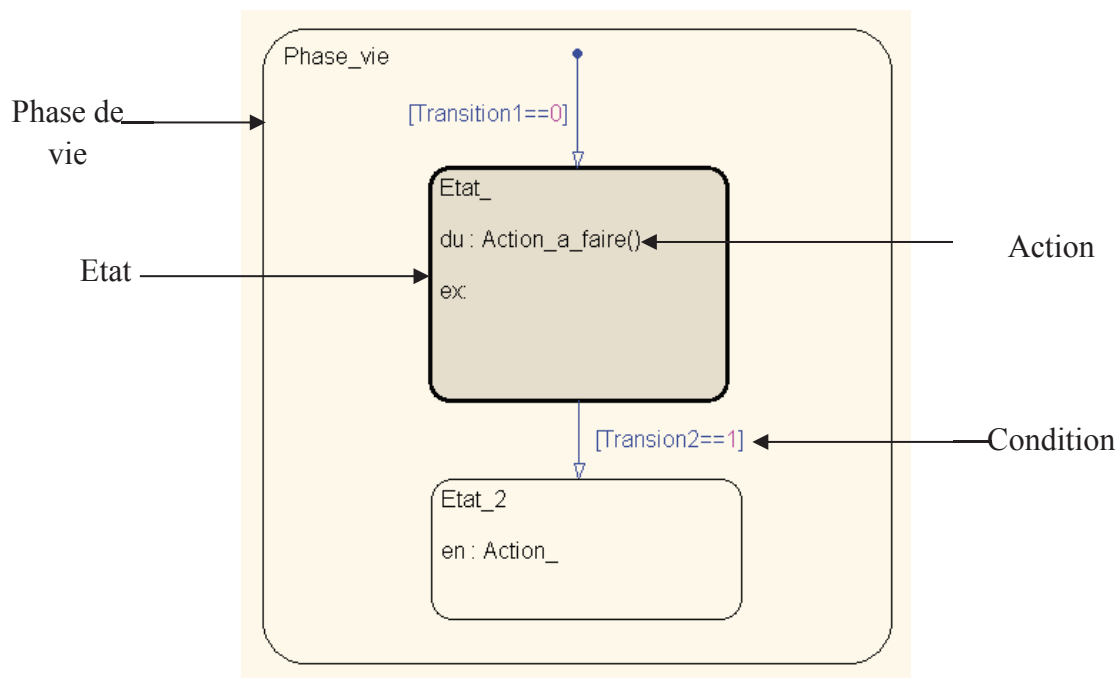 Phase_vie
[Transition1==0]
Phase de
vie
Etat_
du : Action_a_faire()
Action
Etat
ex:
[Transion2==1]
Condition
Etat_2
en : Action_